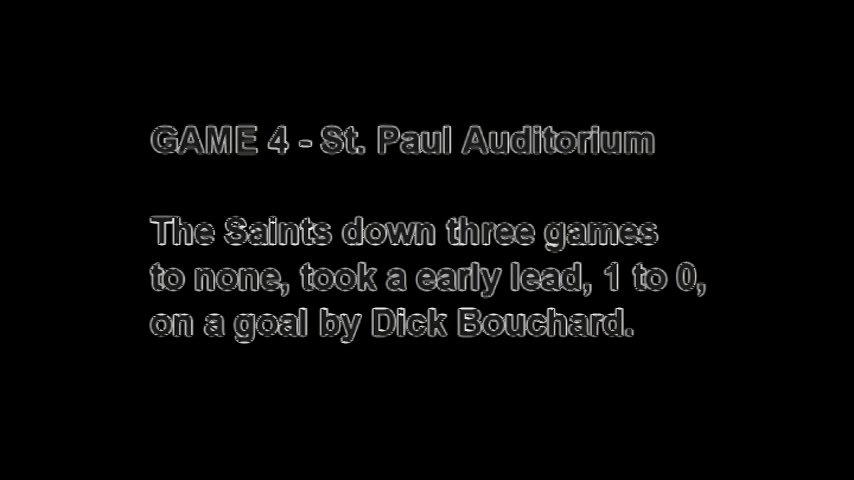 GAME 4 - St. Paul Auditorium
The Saints down three games
to none, took a early lead, 1 to 0,
on a goal by Dick Bouchard.